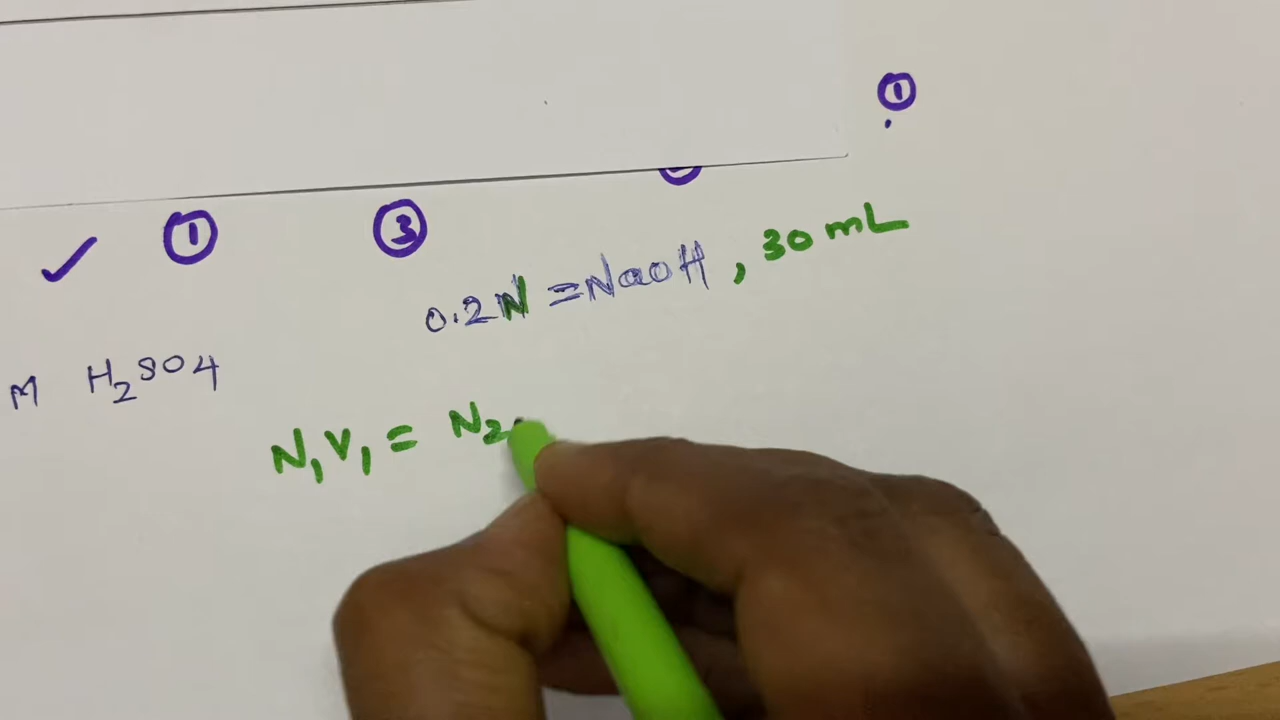 ①
① ③
0.2N = NaOH, 30 mL
M H2SO4
N1V1 = N2